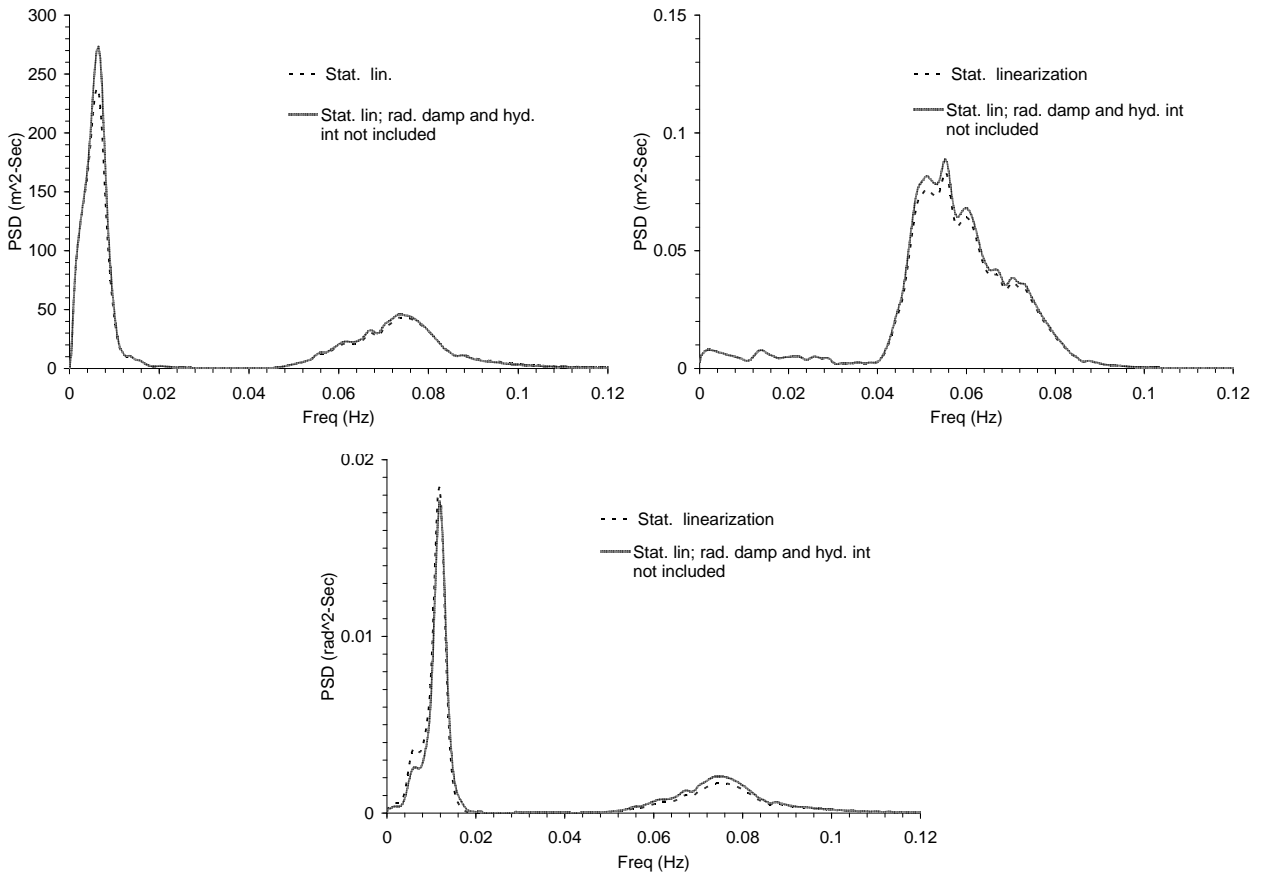 300
250
200
150
100
50
0
PSD (m^2-Sec)
Stat. lin.
Stat. lin; rad. damp and hyd.
int not included
0 0.02 0.04 0.06 0.08 0.1 0.12
Freq (Hz)
0.15
0.1
0.05
0
PSD (m^2-Sec)
Stat. linearization
Stat. lin; rad. damp and hyd. int
not included
0 0.02 0.04 0.06 0.08 0.1 0.12
Freq (Hz)
0.02
0.01
0
PSD (rad^2-Sec)
Stat. linearization
Stat. lin; rad. damp and hyd. int
not included
0 0.02 0.04 0.06 0.08 0.1 0.12
Freq (Hz)